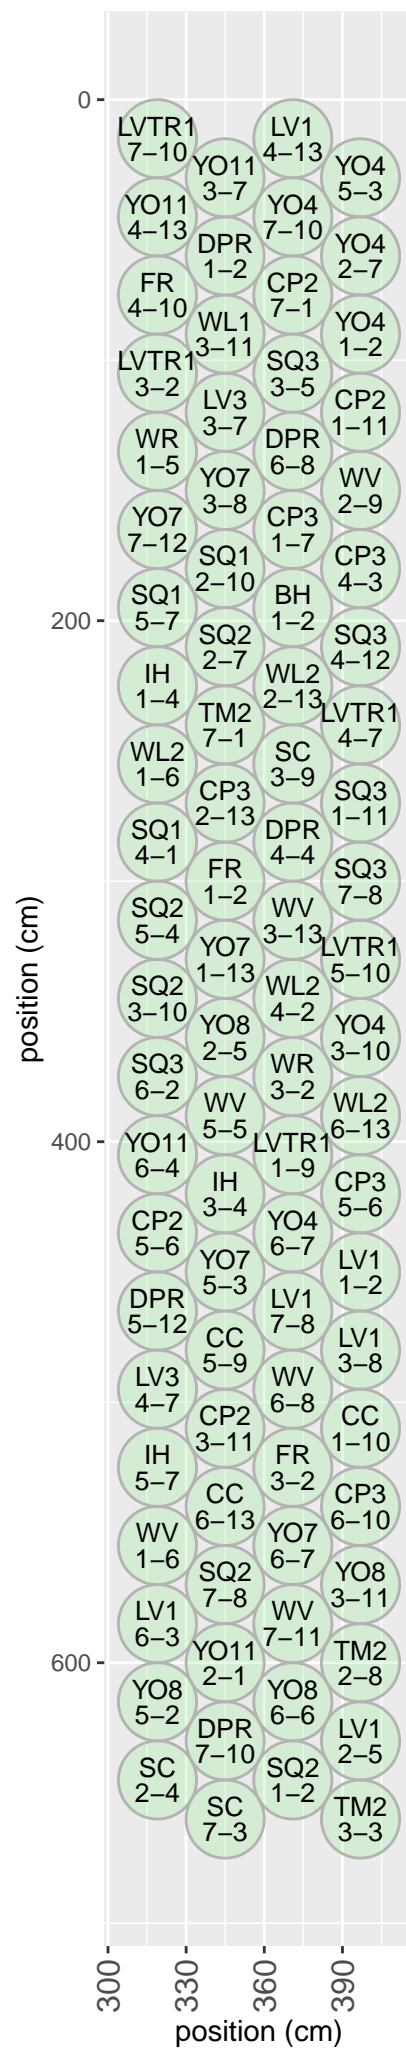 0
200
400
600
position (cm)
LVTR1
7–10
LV1
4–13
YO11
3–7
YO4
5–3
YO11
4–13
YO4
7–10
DPR
1–2
YO4
2–7
FR
4–10
CP2
7–1
WL1
3–11
YO4
1–2
LVTR1
3–2
SQ3
3–5
LV3
3–7
CP2
1–11
WR
1–5
DPR
6–8
YO7
3–8
WV
2–9
YO7
7–12
CP3
1–7
SQ1
2–10
CP3
4–3
SQ1
5–7
BH
1–2
SQ2
2–7
SQ3
4–12
IH
1–4
WL2
2–13
TM2
7–1
LVTR1
4–7
WL2
1–6
SC
3–9
CP3
2–13
SQ3
1–11
SQ1
4–1
DPR
4–4
FR
1–2
SQ3
7–8
SQ2
5–4
WV
3–13
YO7
1–13
LVTR1
5–10
SQ2
3–10
WL2
4–2
YO8
2–5
YO4
3–10
SQ3
6–2
WR
3–2
WV
5–5
WL2
6–13
YO11
6–4
LVTR1
1–9
IH
3–4
CP3
5–6
CP2
5–6
YO4
6–7
YO7
5–3
LV1
1–2
DPR
5–12
LV1
7–8
CC
5–9
LV1
3–8
LV3
4–7
WV
6–8
CP2
3–11
CC
1–10
IH
5–7
FR
3–2
CC
6–13
CP3
6–10
WV
1–6
YO7
6–7
SQ2
7–8
YO8
3–11
LV1
6–3
WV
7–11
YO11
2–1
TM2
2–8
YO8
5–2
YO8
6–6
DPR
7–10
LV1
2–5
SC
2–4
SQ2
1–2
SC
7–3
TM2
3–3
300
330
360
390
position (cm)